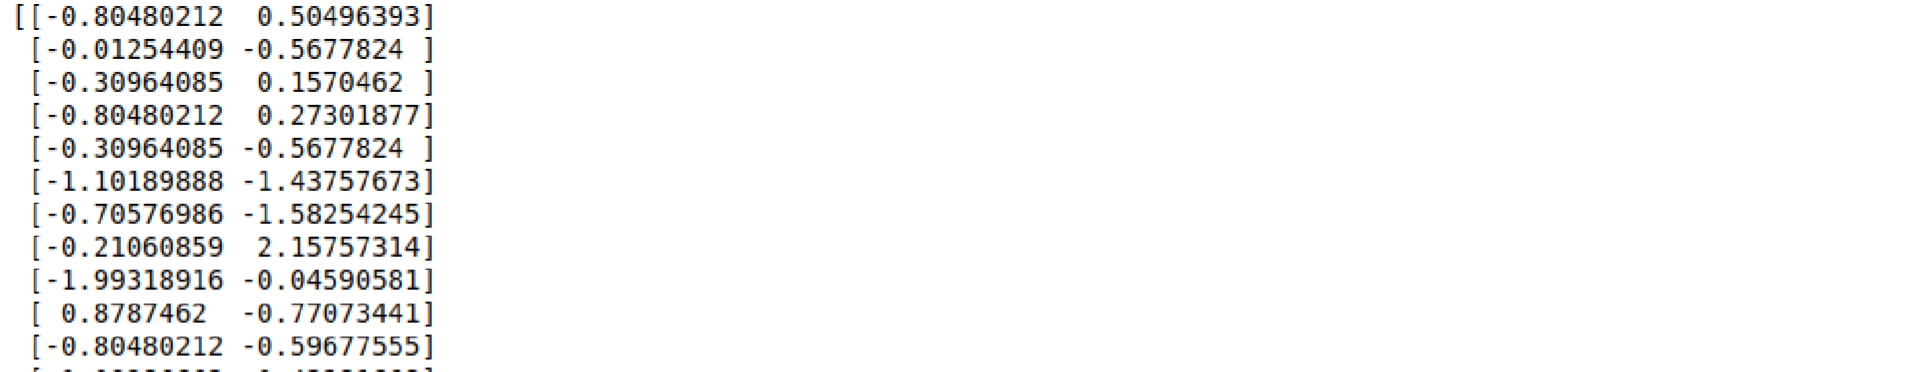 [[-0.80480212  0.50496393]
 [-0.01254409 -0.5677824 ]
 [-0.30964085  0.1570462 ]
 [-0.80480212  0.27301877]
 [-0.30964085 -0.5677824 ]
 [-1.10189888 -1.43757673]
 [-0.70576986 -1.58254245]
 [-0.21060859  2.15757314]
 [-1.99318916 -0.04590581]
 [ 0.8787462  -0.77073441]
 [-0.80480212 -0.59677555]